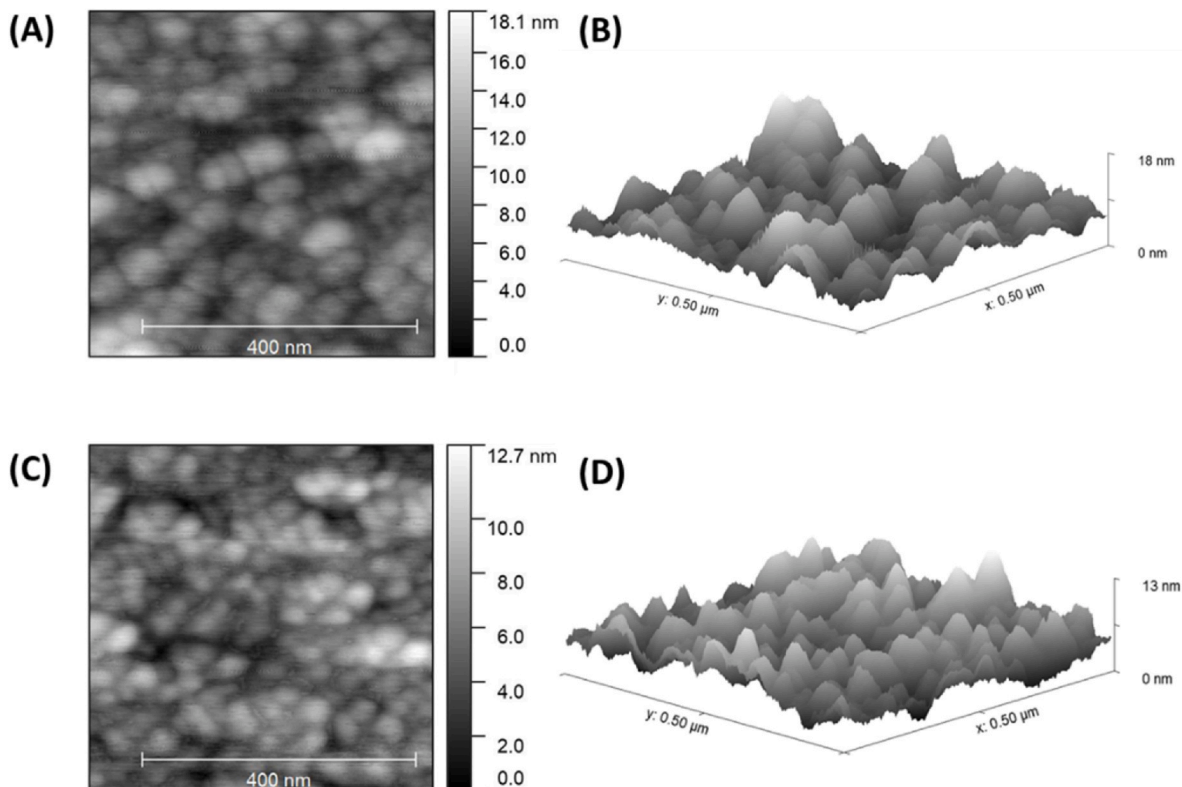 (A)
18.1 nm
16.0
14.0
12.0
10.0
8.0
6.0
4.0
0.0
400 nm
(B)
18 nm
0 nm
y: 0.50 µm
x: 0.50 µm
(C)
12.7 nm
10.0
8.0
6.0
4.0
2.0
0.0
400 nm
(D)
13 nm
0 nm
y: 0.50 µm
x: 0.50 µm